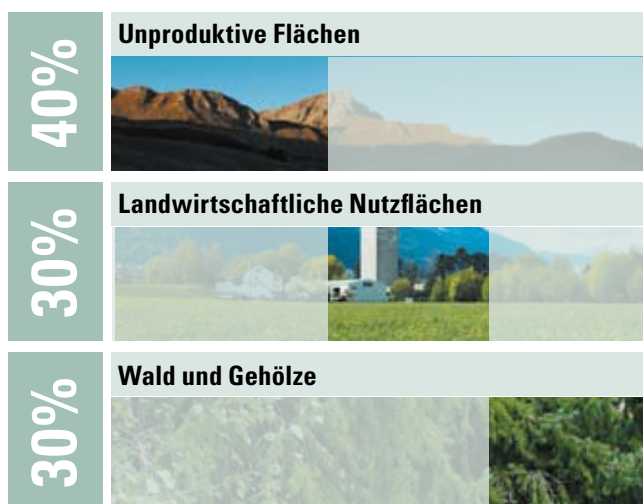 40%
Unproduktive Flächen
30%
Landwirtschaftliche Nutzflächen
30%
Wald und Gehölze